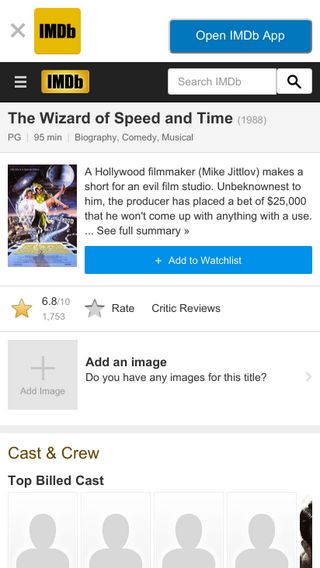 IMDb
Open IMDb App
IMDb
Search IMDb
The Wizard of Speed and Time (1988)
PG 95 min Biography, Comedy, Musical
A Hollywood filmmaker (Mike Jittlov) makes a
short for an evil film studio. Unbeknownest to
him, the producer has placed a bet of $25,000
that he won't come up with anything with a use.
... See full summary »
+ Add to Watchlist
6.8/10
1,753
Rate
Critic Reviews
Add Image
Add an image
Do you have any images for this title?
Cast & Crew
Top Billed Cast